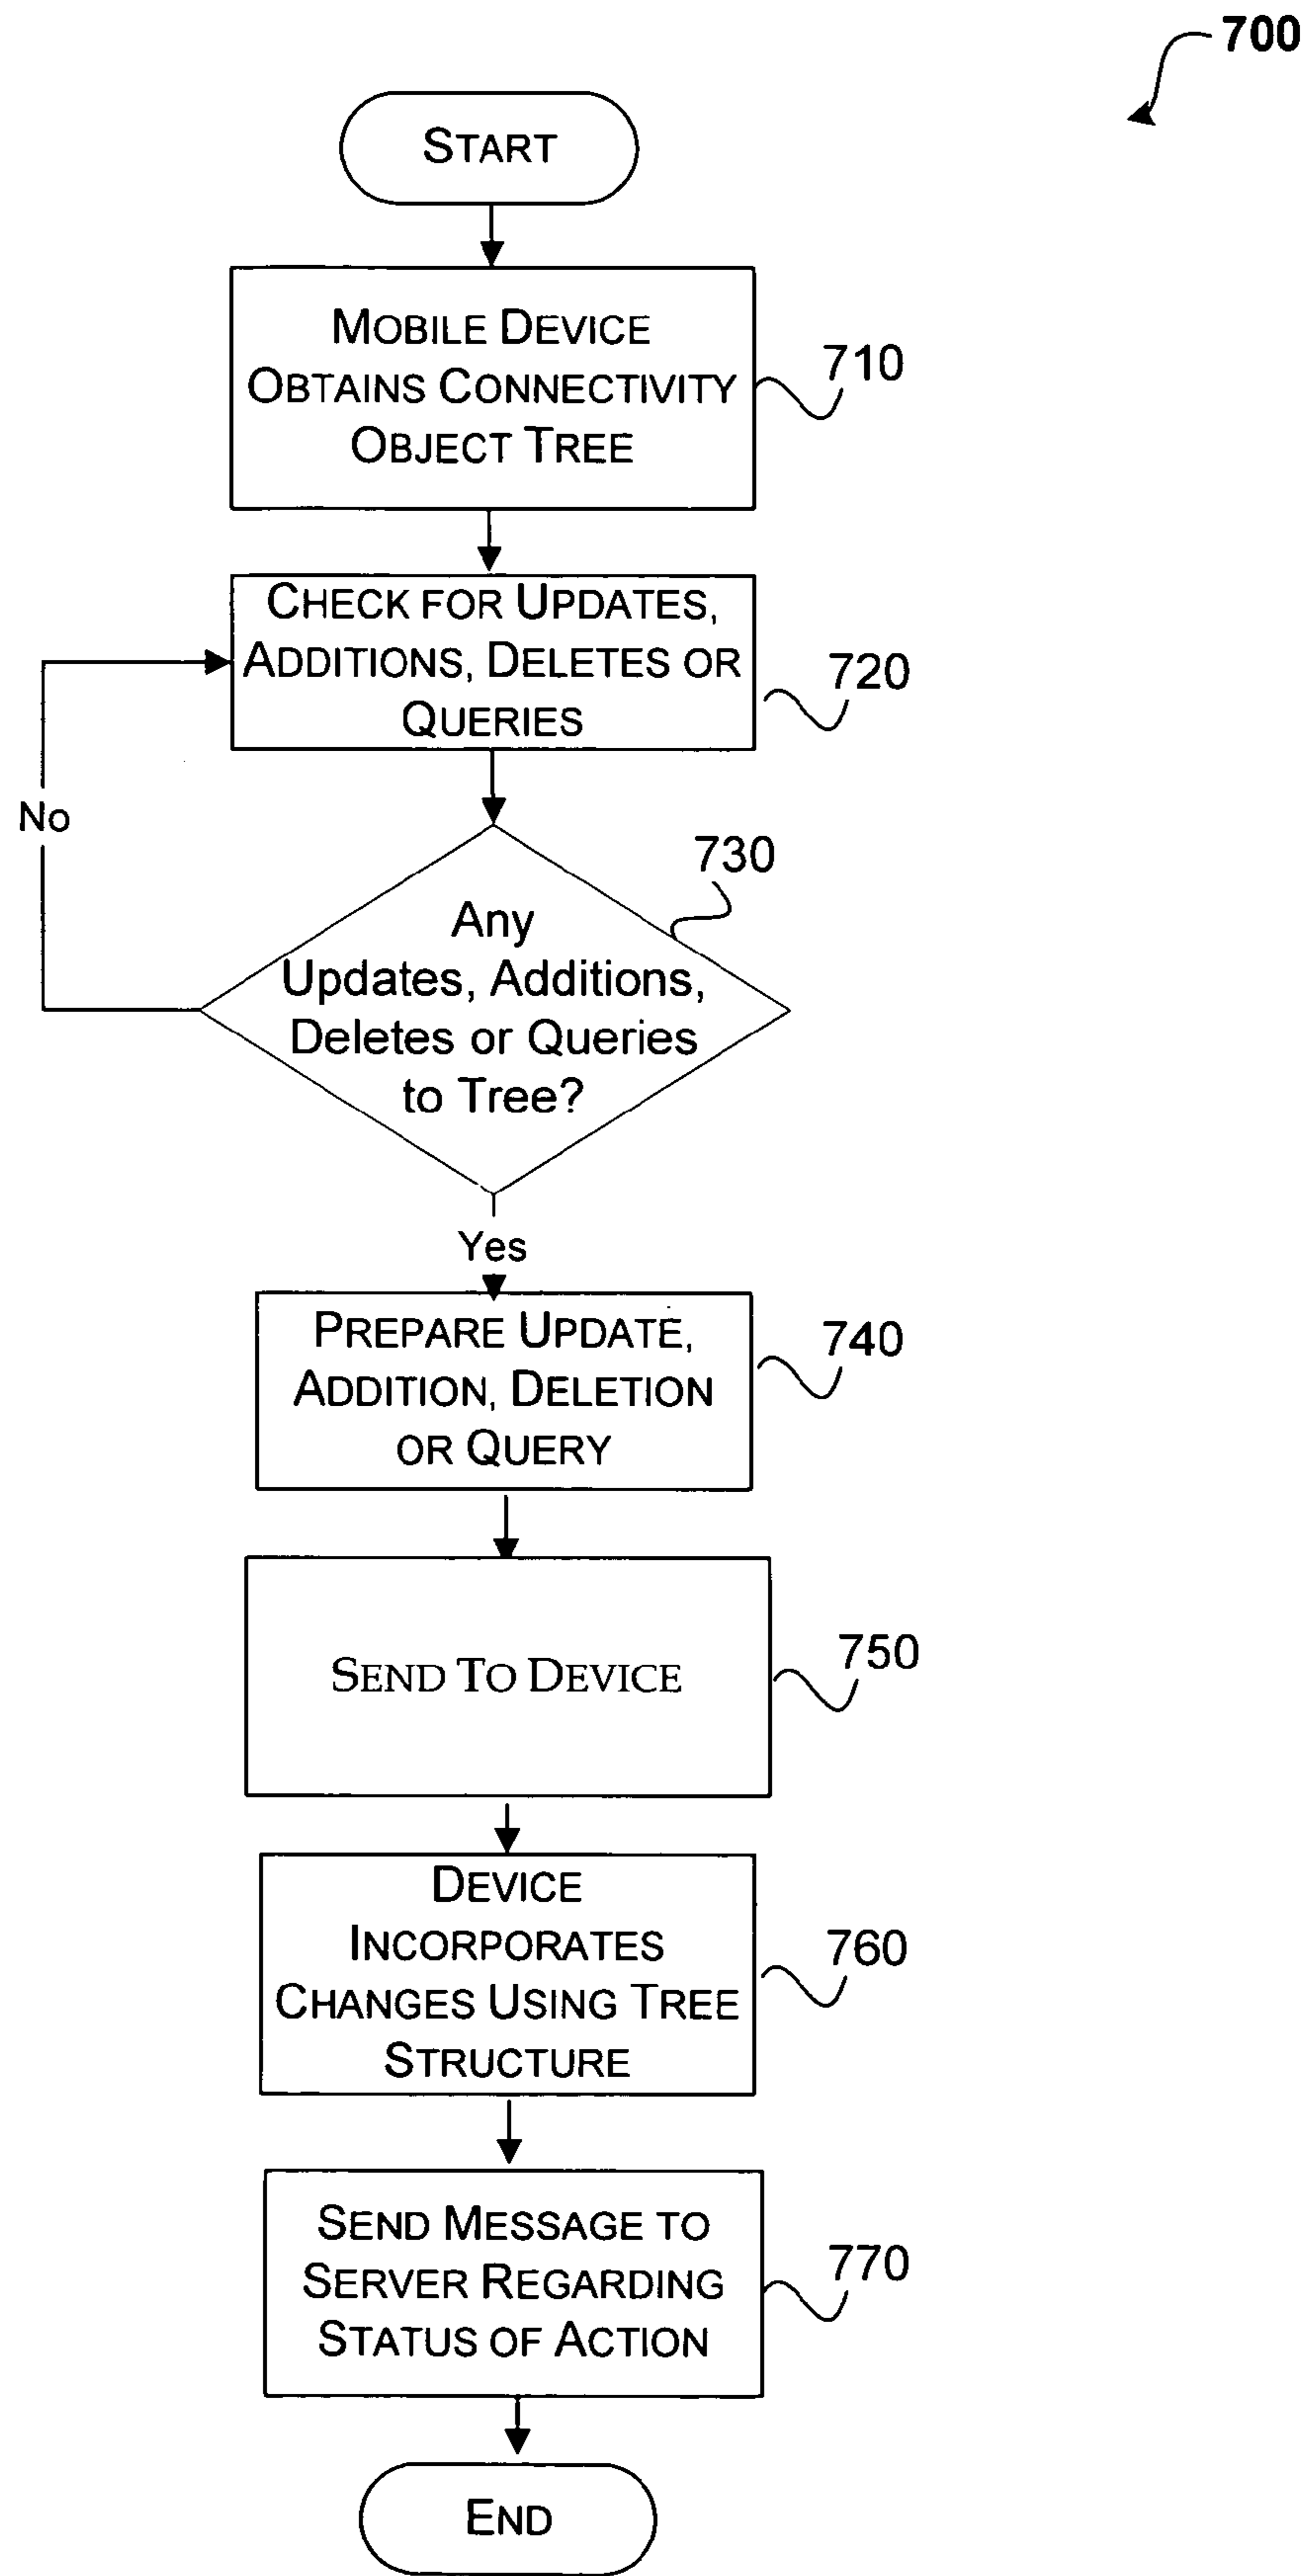 700
START
MOBILE DEVICE
OBTAINS CONNECTIVITY
OBJECT TREE
710
CHECK FOR UPDATES,
ADDITIONS, DELETES OR
QUERIES
720
No
730
Any
Updates, Additions,
Deletes or Queries
to Tree?
Yes
PREPARE UPDATE,
ADDITION, DELETION
OR QUERY
740
SEND TO DEVICE
750
DEVICE
INCORPORATES
CHANGES USING TREE
STRUCTURE
760
SEND MESSAGE TO
SERVER REGARDING
STATUS OF ACTION
770
END